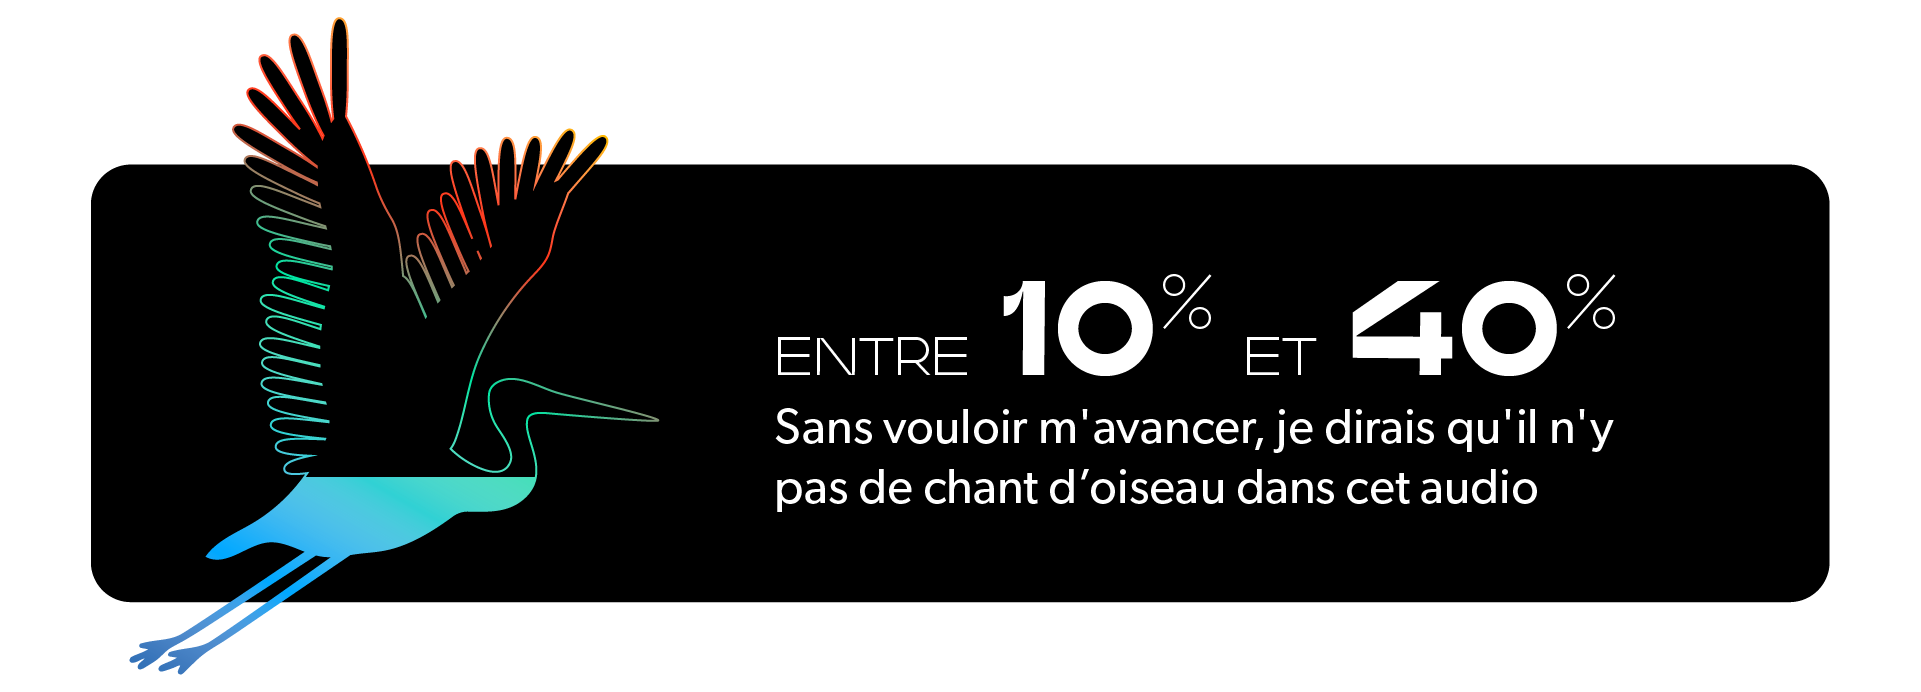 ENTRE 10% ET 40%
Sans vouloir m'avancer, je dirais qu'il n'y
pas de chant d’oiseau dans cet audio